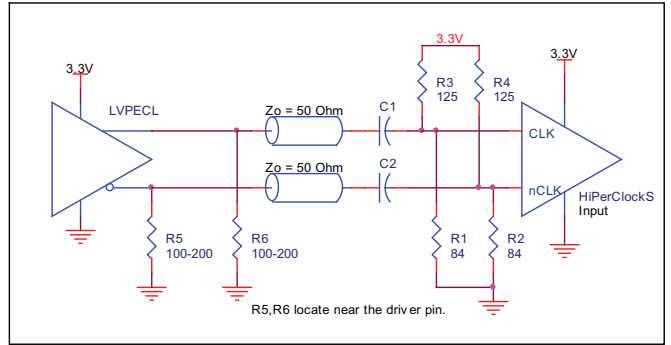 3.3V
LVPECL
R5
100-200
R6
100-200
Zo = 50 Ohm
Zo = 50 Ohm
C1
C2
3.3V
R3
125
R4
125
R1
84
R2
84
3.3V
CLK
nCLK
HiPerClockS
Input
R5,R6 locate near the driver pin.